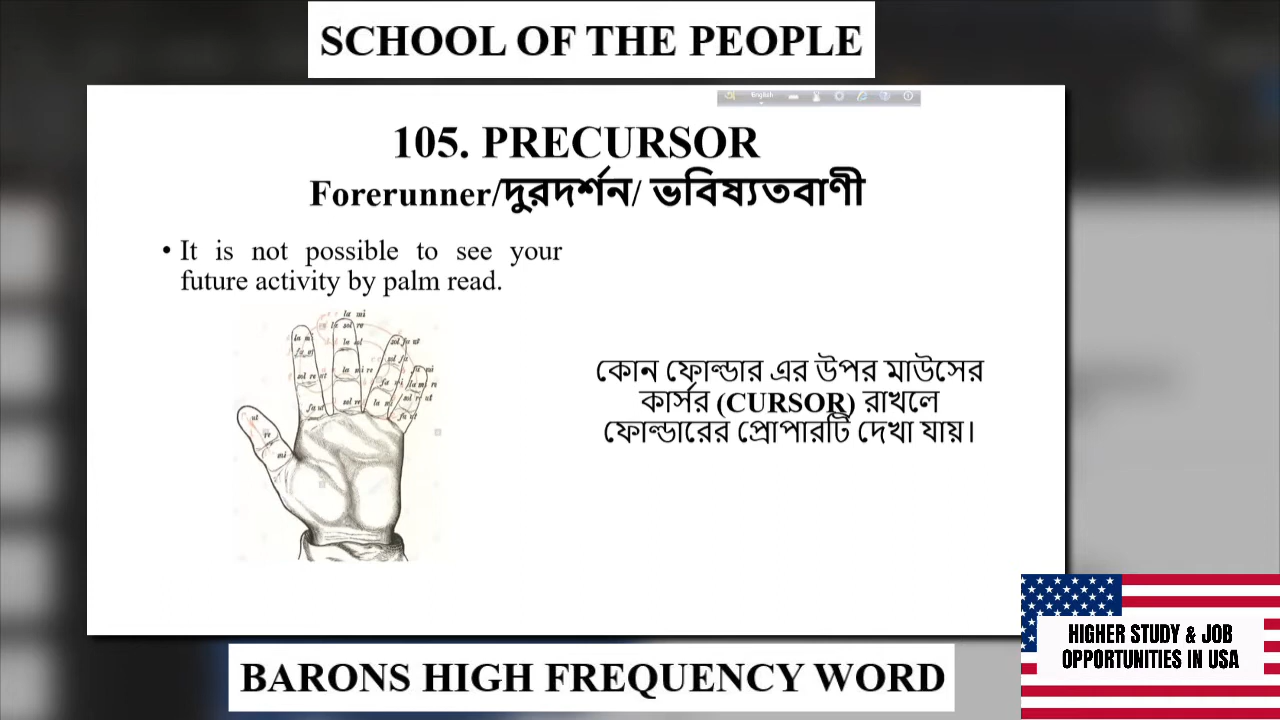 SCHOOL OF THE PEOPLE
English
105. PRECURSOR
Forerunner/দুরদর্শন/ ভবিষ্যতবাণী
• It is not possible to see your
future activity by palm read.
কোন ফোল্ডার এর উপর মাউসের
কার্সর (CURSOR) রাখলে
ফোল্ডারের প্রোপারটি দেখা যায়।
HIGHER STUDY & JOB
OPPORTUNITIES IN USA
BARONS HIGH FREQUENCY WORD